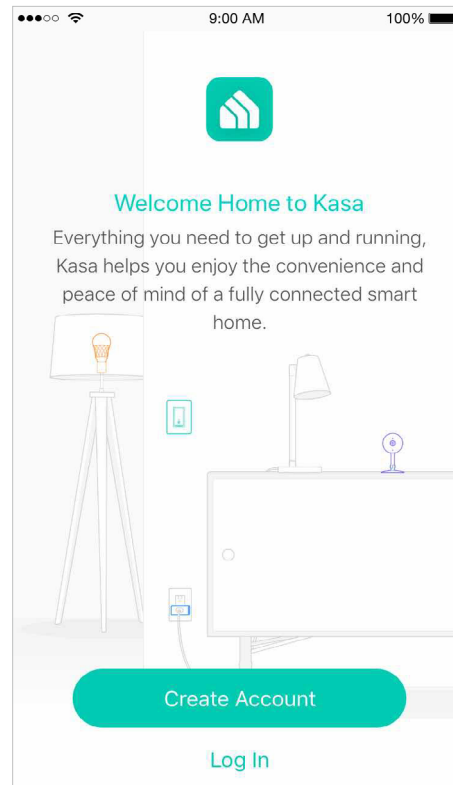 9:00 AM 100%
Welcome Home to Kasa
Everything you need to get up and running,
Kasa helps you enjoy the convenience and
peace of mind of a fully connected smart
home.
Create Account
Log In